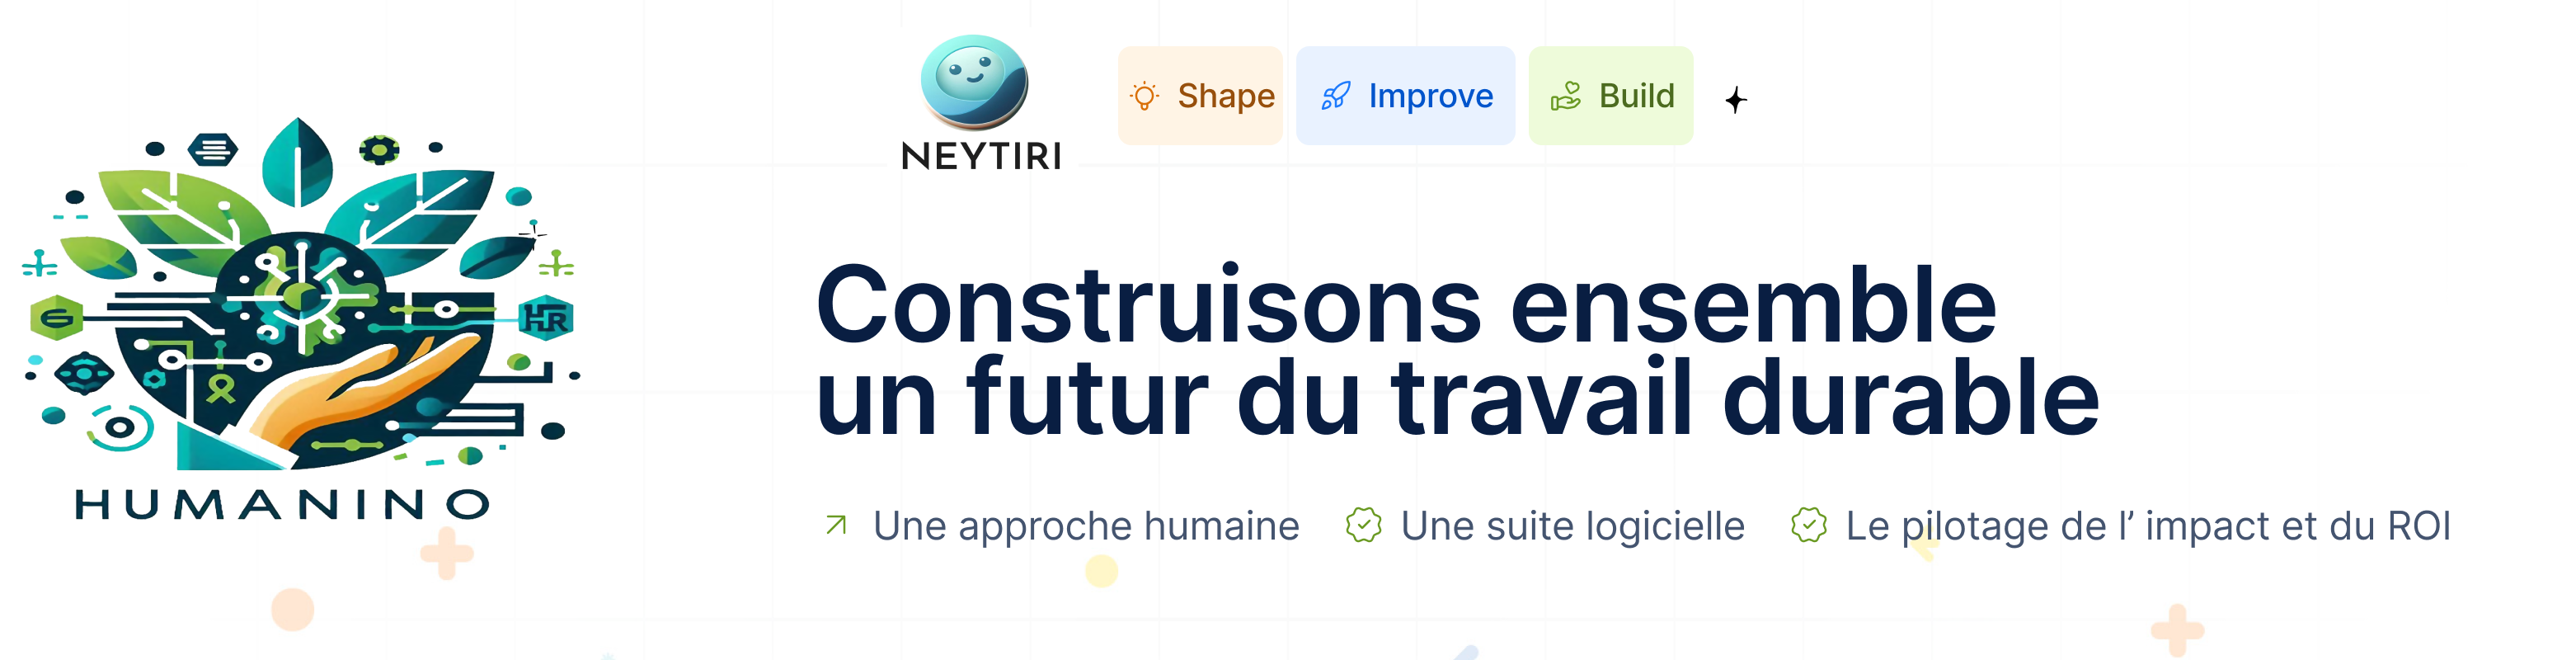 NEYTIRI
Shape
Improve
Build
HR
HUMANINO
Construisons ensemble
un futur du travail durable
Une approche humaine
Une suite logicielle
Le pilotage de l’ impact et du ROI